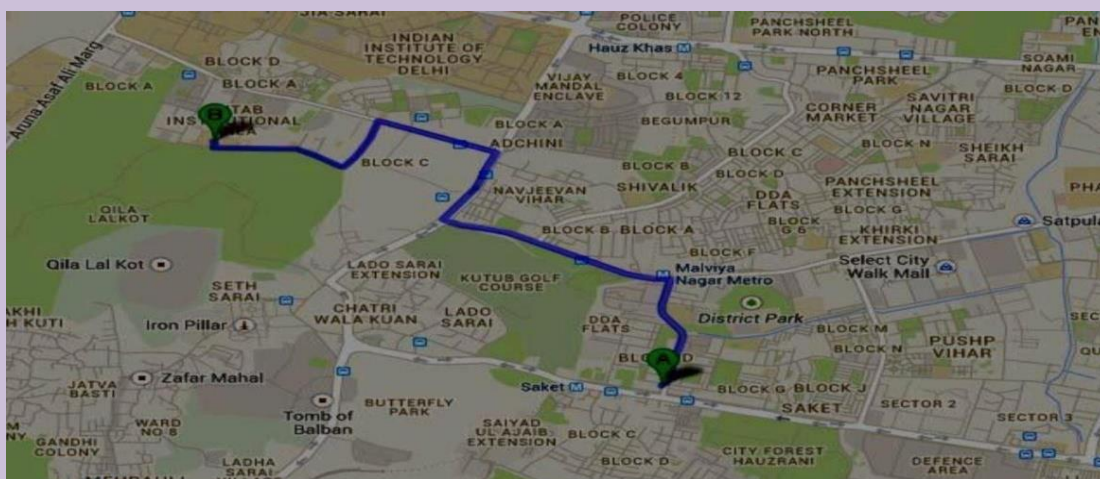 POLICE
COLONY
PANCHSHEEL
PARK NORTH
JIA SARAI
INDIAN
INSTITUTE OF
TECHNOLOGY
DELHI
Hauz Khas
SOAMI
NAGAR
BLOCK D
Aruna Asaf Ali Marg
BLOCK A
BLOCK A
VIJAY
MANDAL
ENCLAVE
BLOCK 4
PANCHSHEEL
PARK
BLOCK D
BLOCK 12
CORNER
MARKET
SAVITRI
NAGAR
VILLAGE
B
INSTITUTIONAL
BLOCK A
BEGUMPUR
ADCHINI
BLOCK N
SHEIKH
SARAI
BLOCK C
BLOCK C
BLOCK B
BLOCK D
SHIVALIK
NAVJEEVAN
VIHAR
DDA
FLATS
PANCHSHEEL
EXTENSION
QILA
LALKOT
BLOCK G
BLOCK
G 6
KHIRKI
EXTENSION
Satpula
BLOCK B
BLOCK A
BLOCK F
Qila Lal Kot
LADO SARAI
EXTENSION
KUTUB GOLF
COURSE
Malviya
Nagar Metro
Select City
Walk Mall
SETH
SARAI
District Park
CHATRI
WALA KUAN
LADO
SARAI
DDA
FLATS
Iron Pillar
BLOCK M
BLOCK N
PUSHP
VIHAR
A
Zafar Mahal
JATVA
BASTI
Saket
BLOCK G
BLOCK J
SAKET
SECTOR 2
SECTOR 3
BUTTERFLY
PARK
Tomb of
Balban
WARD
NO 8
SAIYAD
UL AJAIB
EXTENSION
BLOCK C
GANDHI
COLONY
CITY FOREST
HAUZRANI
DEFENCE
AREA
LADHA
SARAI
BLOCK D